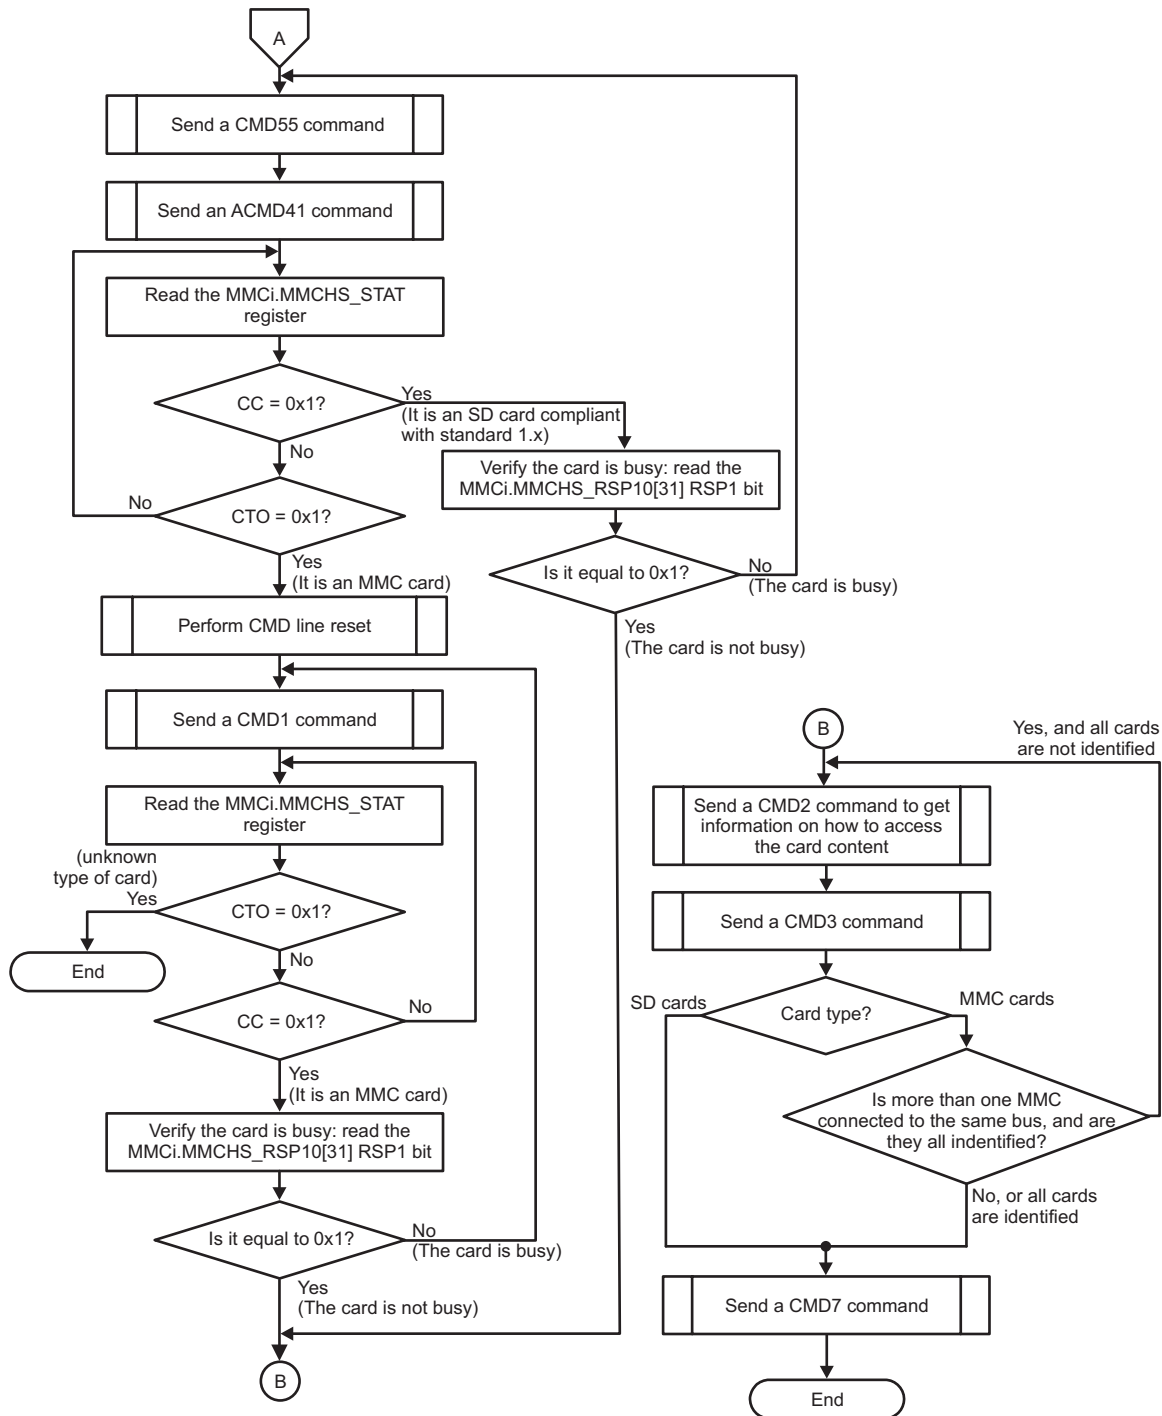 A
Send a CMD55 command
Send an ACMD41 command
Read the MMCi.MMCHS_STAT
register
CC = 0x1?
Yes
(It is an SD card compliant
with standard 1.x)
No
Verify the card is busy: read the
MMCi.MMCHS_RSP10[31] RSP1 bit
No
CTO = 0x1?
Yes
(It is an MMC card)
Is it equal to 0x1?
No
(The card is busy)
Yes
(The card is not busy)
Perform CMD line reset
Send a CMD1 command
Read the MMCi.MMCHS_STAT
register
(unknown
type of card)
Yes
CTO = 0x1?
End
No
CC = 0x1?
No
Yes
(It is an MMC card)
Verify the card is busy: read the
MMCi.MMCHS_RSP10[31] RSP1 bit
Is it equal to 0x1?
No
(The card is busy)
Yes
(The card is not busy)
B
B
Yes, and all cards
are not identified
Send a CMD2 command to get
information on how to access
the card content
Send a CMD3 command
SD cards
Card type?
MMC cards
Is more than one MMC
connected to the same bus, and are
they all indentified?
No, or all cards
are identified
Send a CMD7 command
End